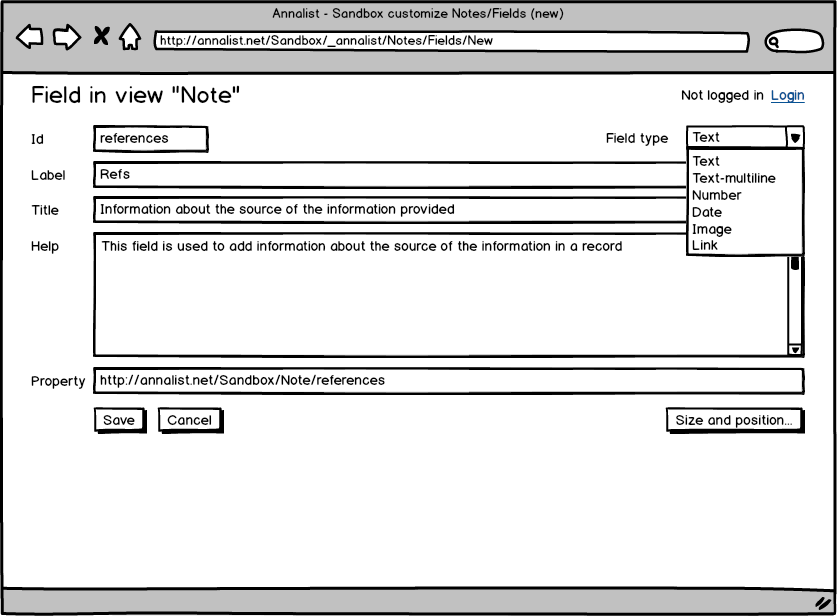 Annalist - Sandbox customize Notes/Fields (new)
http://annalist.net/Sandbox/_annalist/Notes/Fields/New
Field in view "Note"
Not logged in Login
Id references
Field type Text
Text
Text-multiline
Number
Date
Image
Link
Label Refs
Title Information about the source of the information provided
Help This field is used to add information about the source of the information in a record
Property http://annalist.net/Sandbox/Note/references
Save Cancel Size and position...